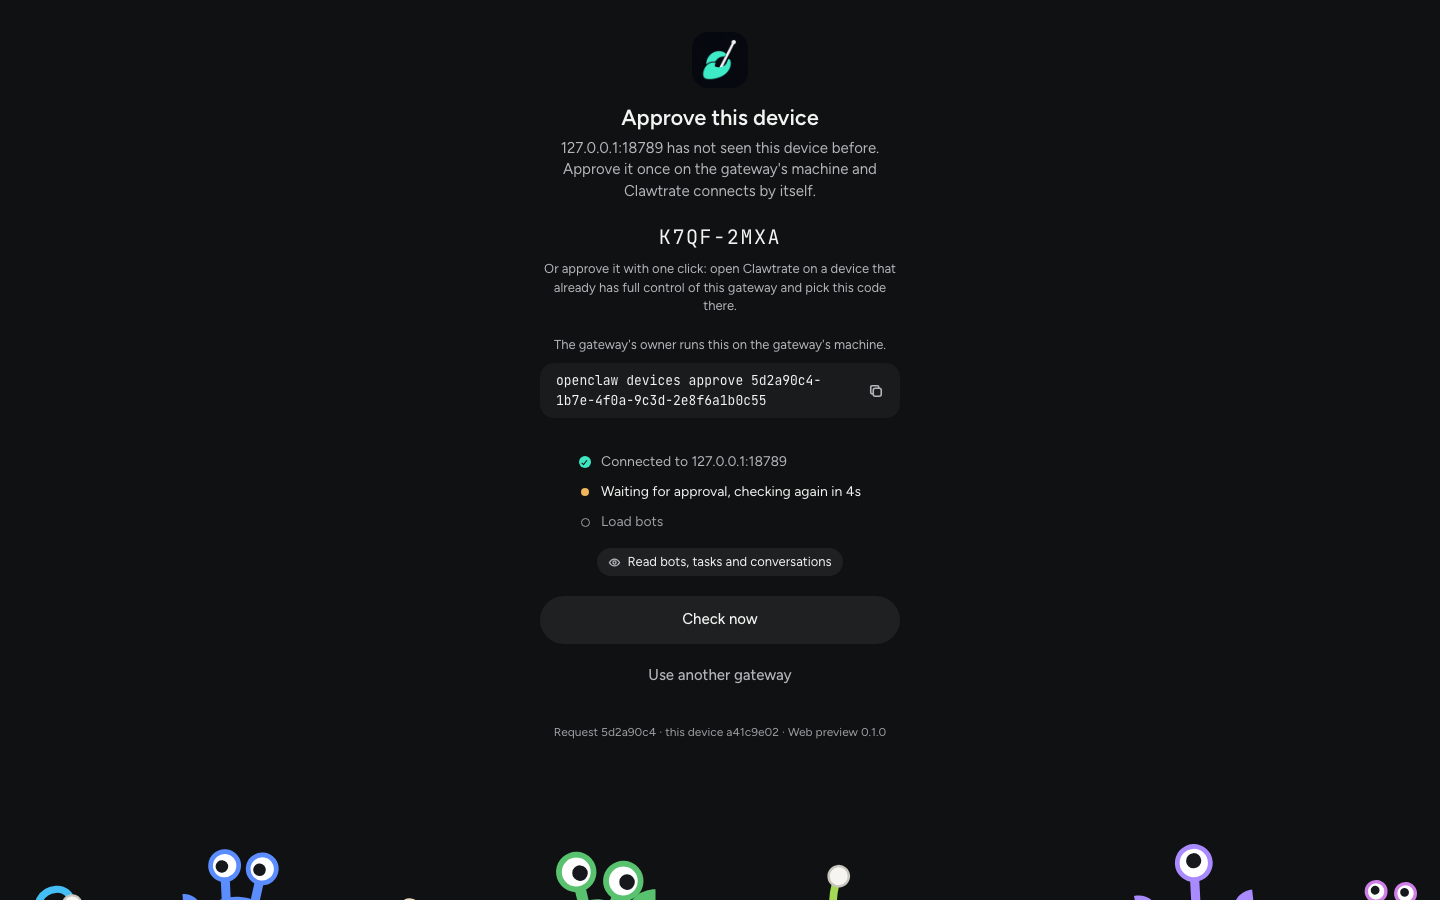 Approve this device
127.0.0.1:18789 has not seen this device before.
Approve it once on the gateway's machine and
Clawtrate connects by itself.
K7QF-2MXA
Or approve it with one click: open Clawtrate on a device that
already has full control of this gateway and pick this code
there.
The gateway's owner runs this on the gateway's machine.
openclaw devices approve 5d2a90c4-
1b7e-4f0a-9c3d-2e8f6a1b0c55
Connected to 127.0.0.1:18789
Waiting for approval, checking again in 4s
Load bots
Read bots, tasks and conversations
Check now
Use another gateway
Request 5d2a90c4 · this device a41c9e02 · Web preview 0.1.0